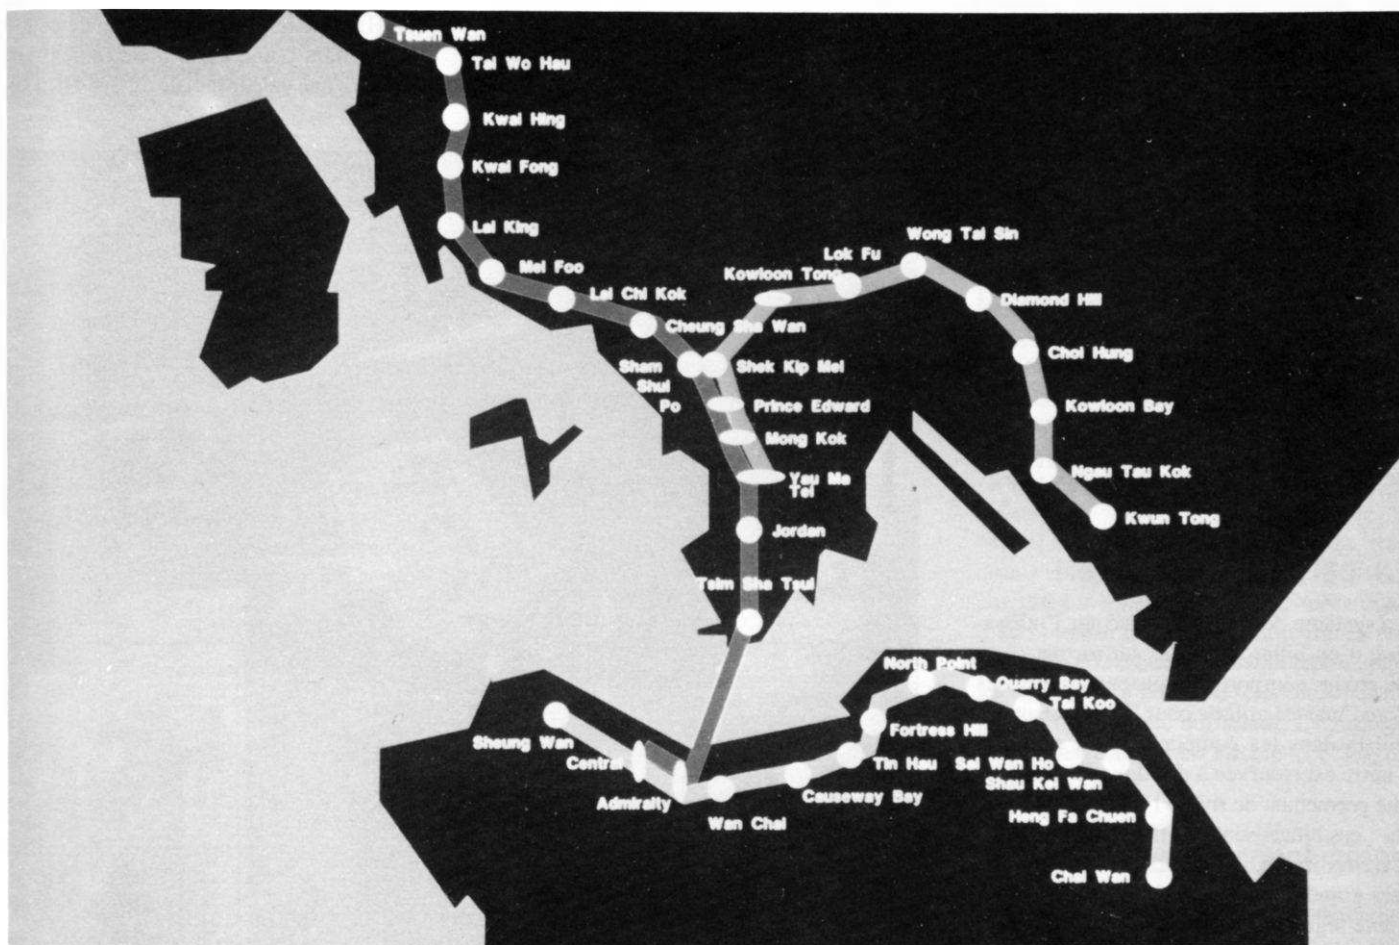 Tsuen Wan
Tai Wo Hau
Kwai Hing
Kwai Fong
Lai King
Mei Foo
Lai Chi Kok
Cheung Sha Wan
Sham
Shui
Po
Shek Kip Mei
Prince Edward
Mong Kok
Yau Ma
Tei
Jordan
Tsim Sha Tsui
Kowloon Tong
Lok Fu
Wong Tai Sin
Diamond Hill
Choi Hung
Kowloon Bay
Ngau Tau Kok
Kwun Tong
Sheung Wan
Central
Admiralty
Wan Chai
Causeway Bay
Tin Hau
Fortress Hill
North Point
Quarry Bay
Tai Koo
Sai Wan Ho
Shau Kei Wan
Heng Fa Chuen
Chai Wan